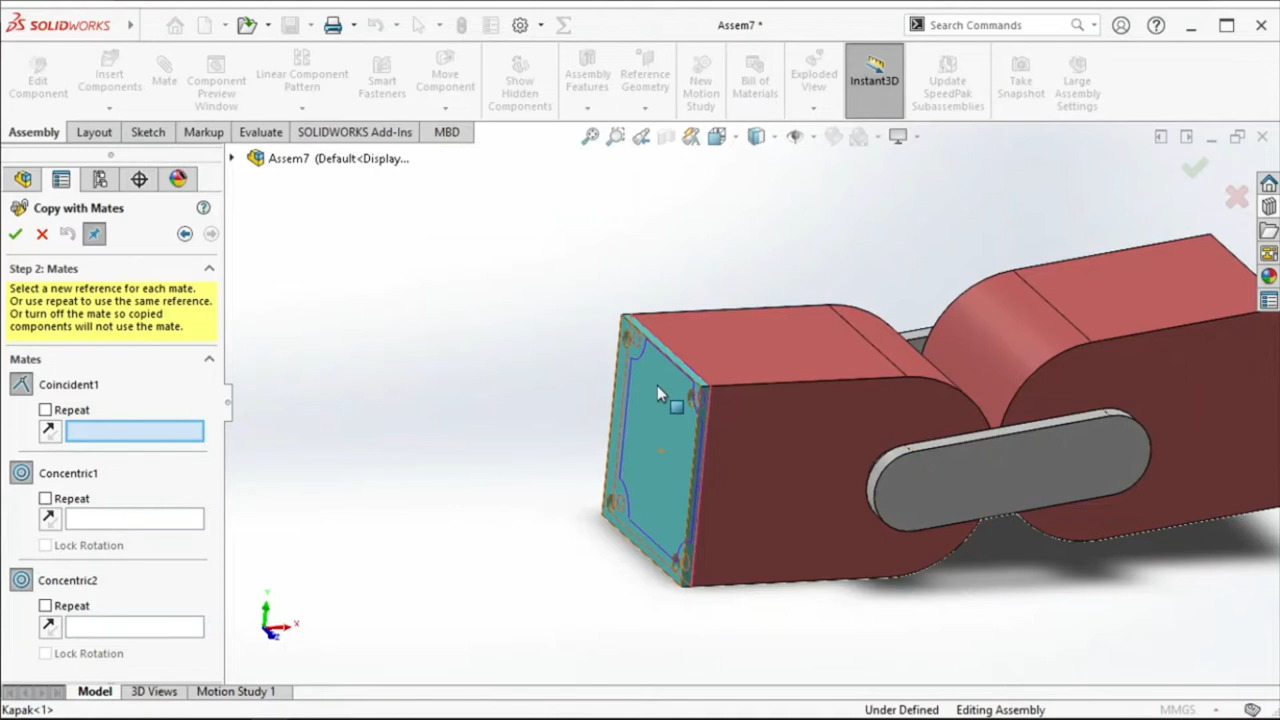 SOLIDWORKS
Assem7 *
Search Commands
Edit Component
Insert Components
Mate
Component Preview Window
Linear Component Pattern
Smart Fasteners
Move Component
Show Hidden Components
Assembly Features
Reference Geometry
New Motion Study
Bill of Materials
Exploded View
Instant3D
Update SpeedPak Subassemblies
Take Snapshot
Large Assembly Settings
Assembly Layout Sketch Markup Evaluate SOLIDWORKS Add-Ins MBD
Assem7 (Default<Display...
Copy with Mates
Step 2: Mates
Select a new reference for each mate.
Or use repeat to use the same reference.
Or turn off the mate so copied
components will not use the mate.
Mates
Coincident1
Repeat
Concentric1
Repeat
Lock Rotation
Concentric2
Repeat
Lock Rotation
Y
X
Z
Model 3D Views Motion Study 1
Kapak<1>
Under Defined Editing Assembly MMGS